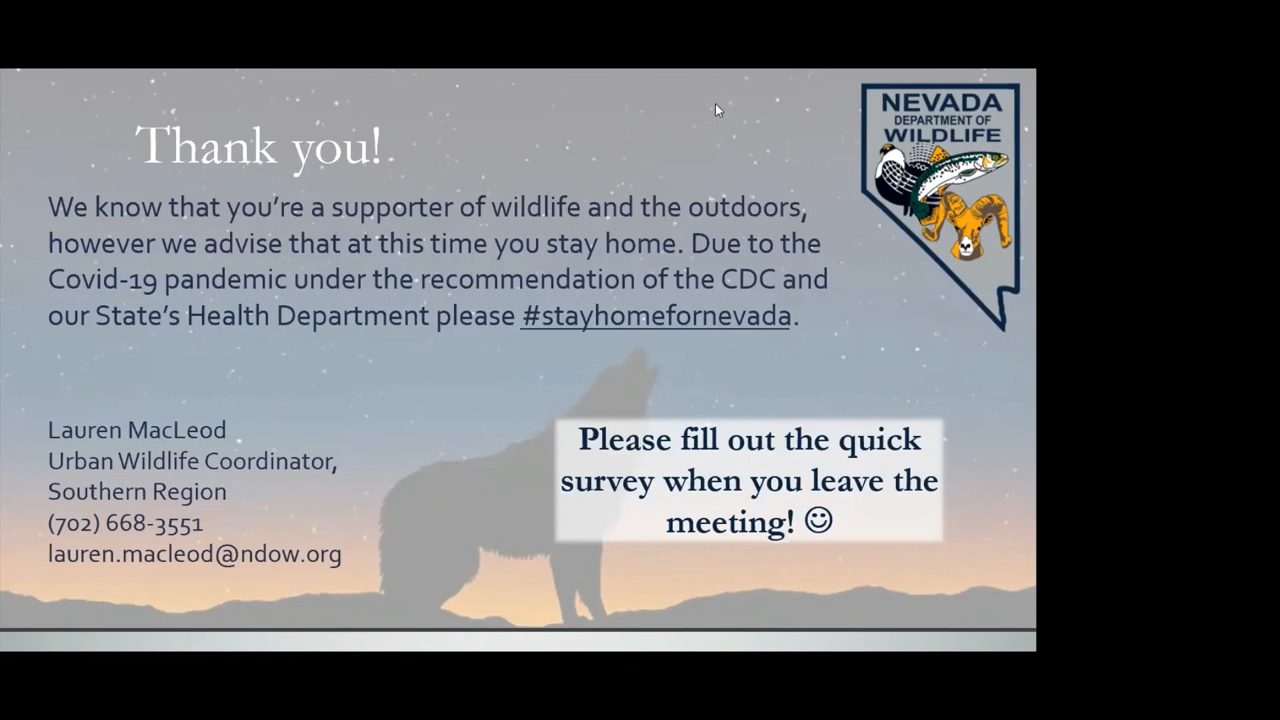 NEVADA
DEPARTMENT OF
WILDLIFE
Thank you!
We know that you’re a supporter of wildlife and the outdoors,
however we advise that at this time you stay home. Due to the
Covid-19 pandemic under the recommendation of the CDC and
our State’s Health Department please #stayhomefornevada.
Lauren MacLeod
Urban Wildlife Coordinator,
Southern Region
(702) 668-3551
lauren.macleod@ndow.org
Please fill out the quick
survey when you leave the
meeting! ☺